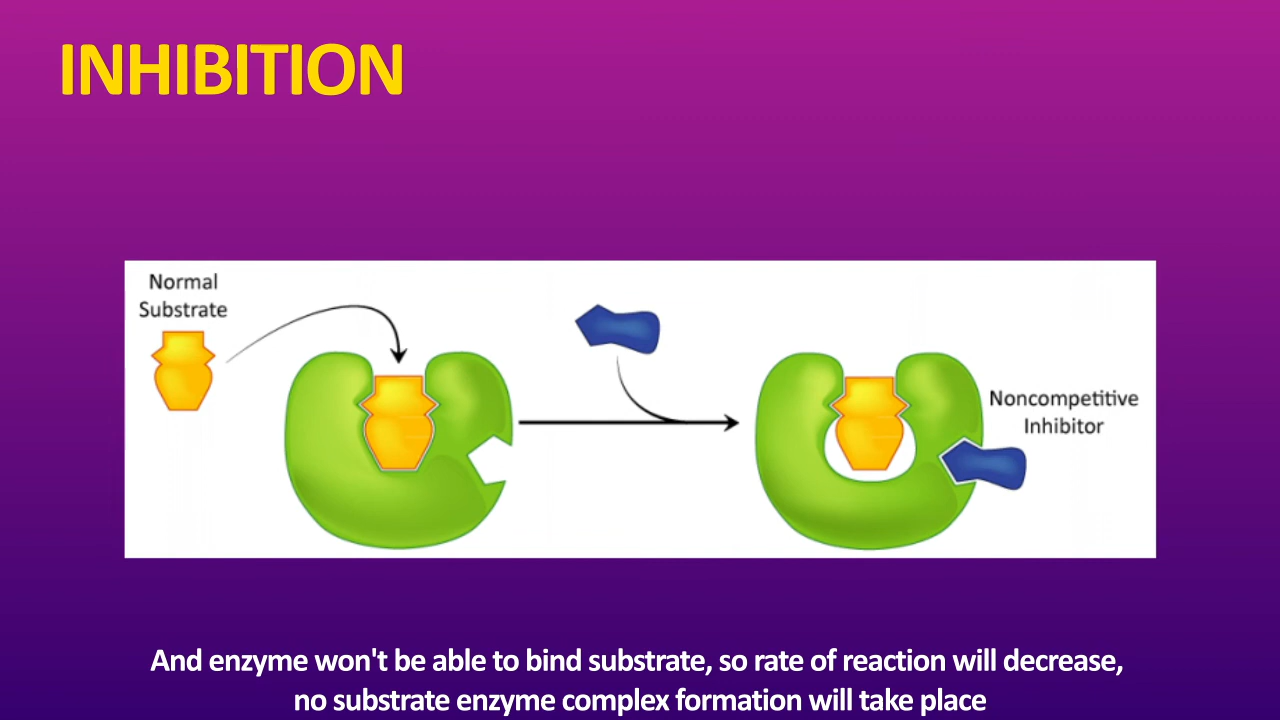 INHIBITION
Normal
Substrate
Noncompetitive
Inhibitor
And enzyme won't be able to bind substrate, so rate of reaction will decrease,
no substrate enzyme complex formation will take place